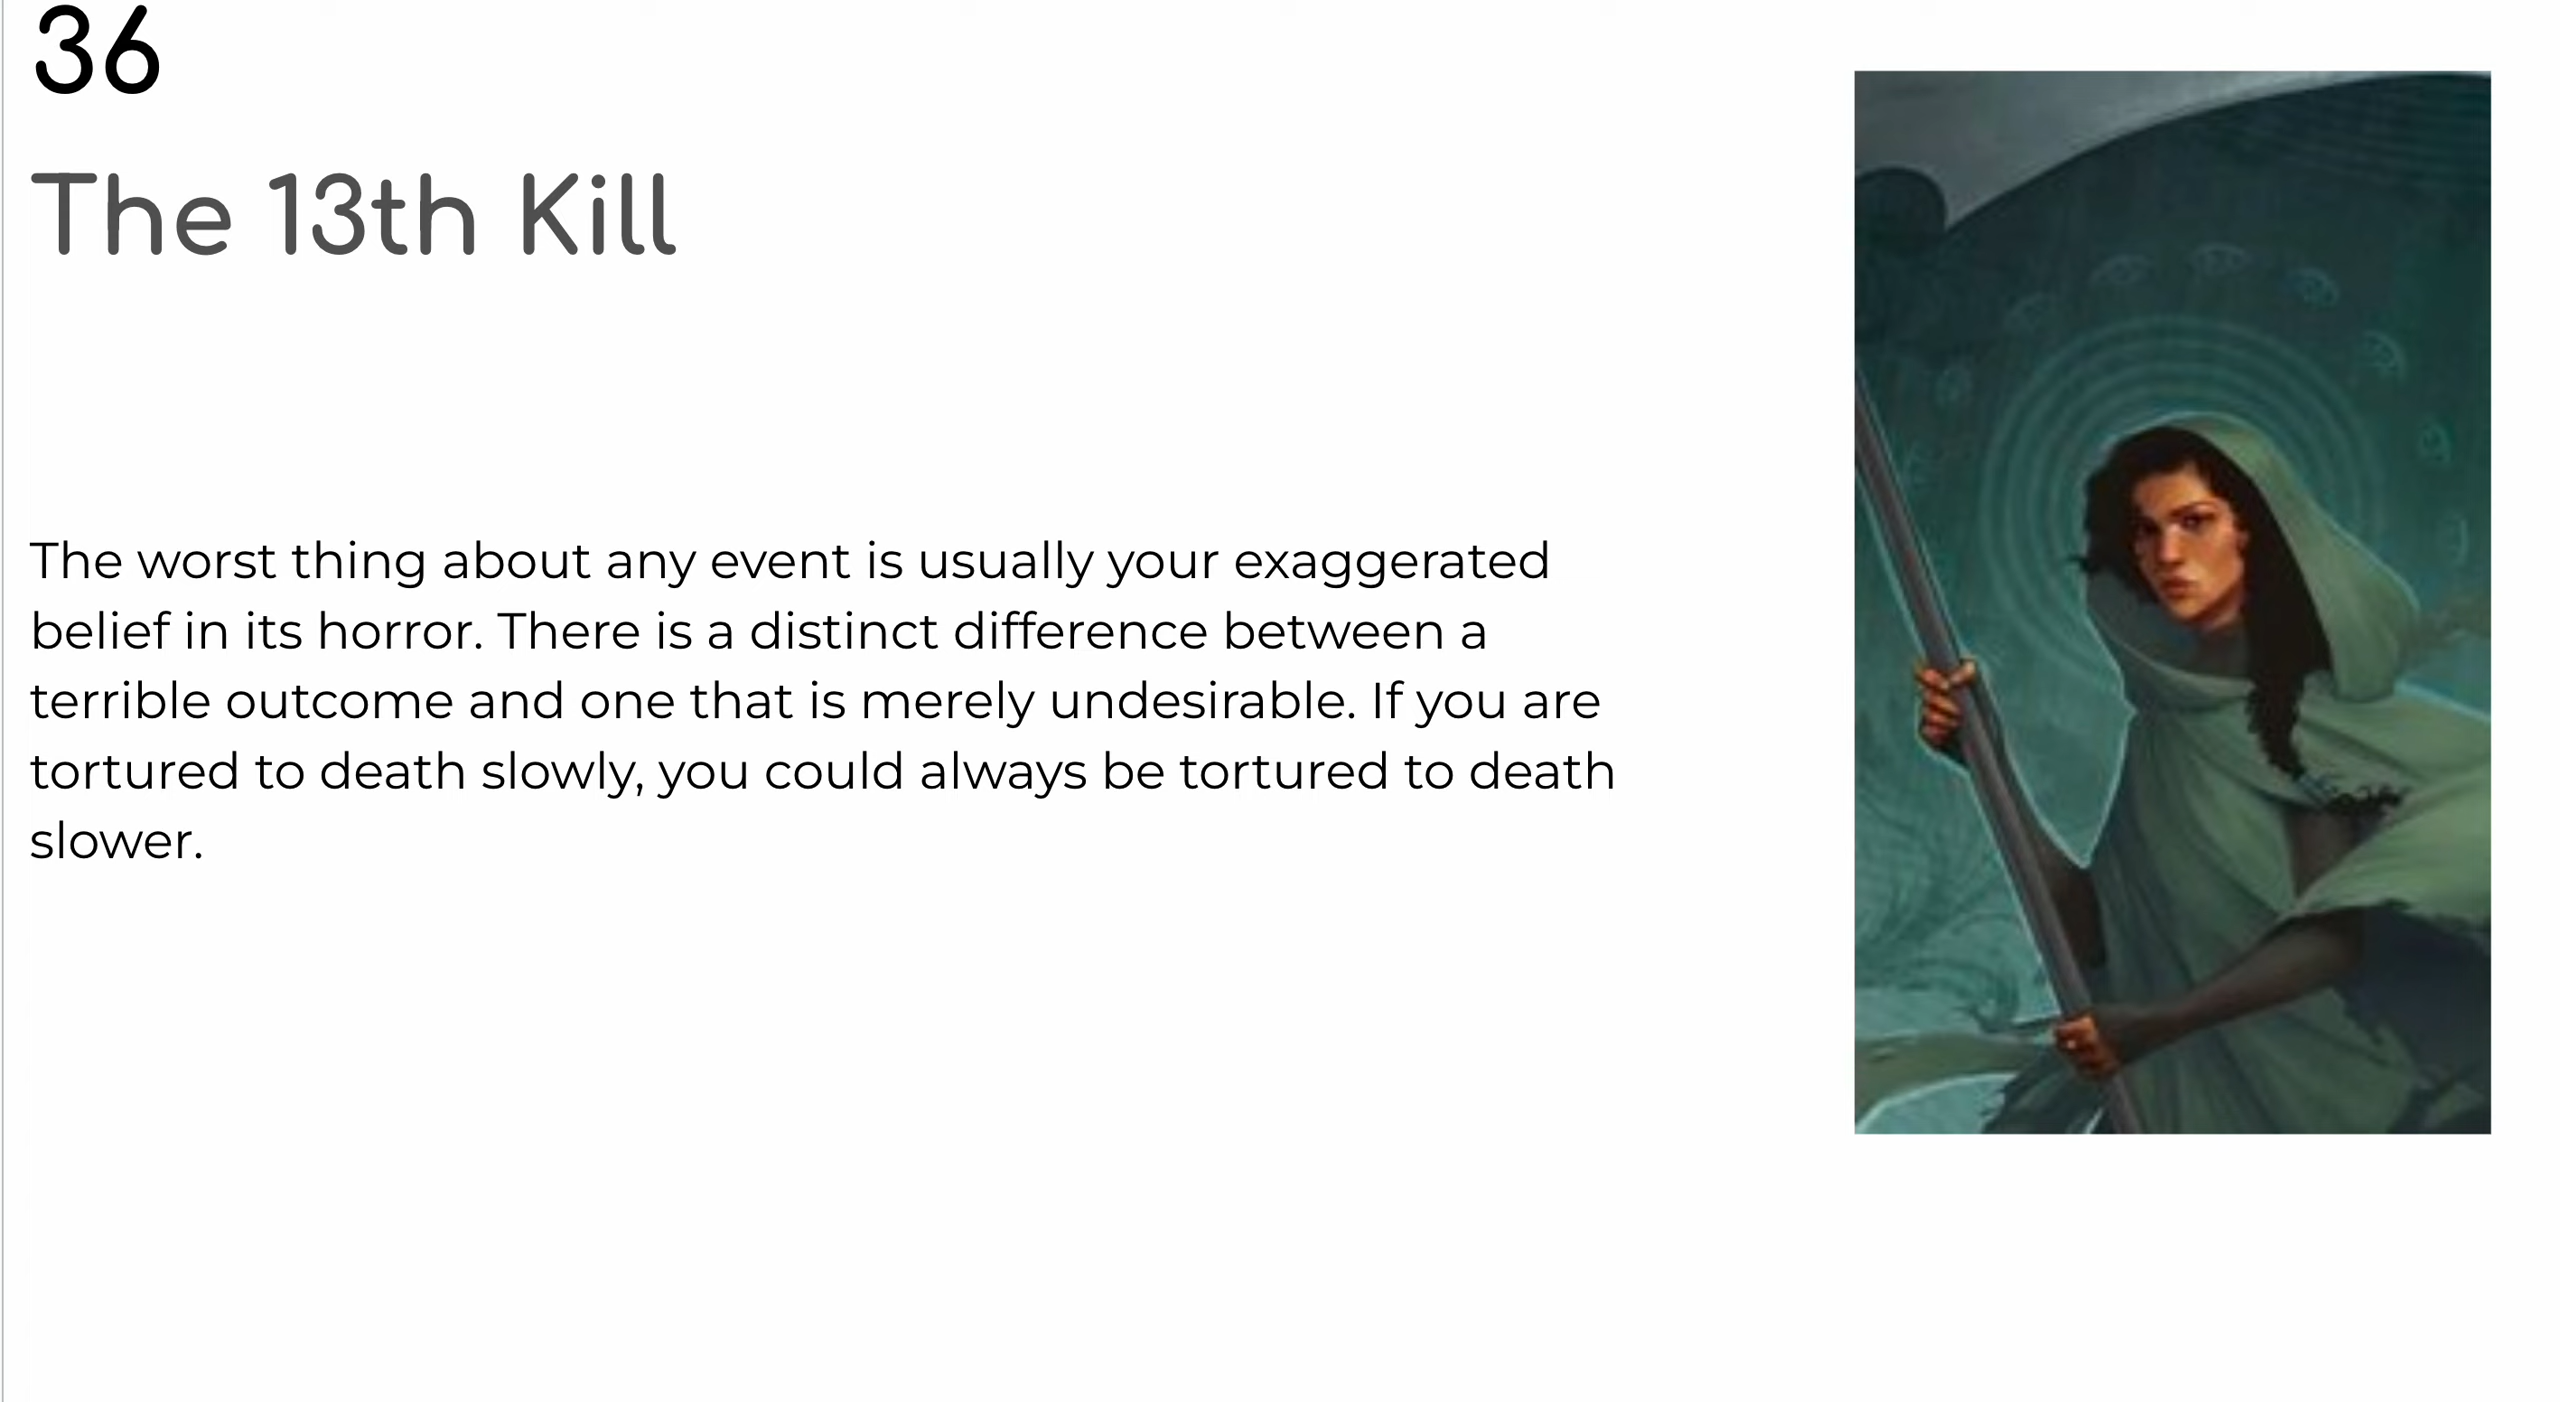 36
The 13th Kill
The worst thing about any event is usually your exaggerated
belief in its horror. There is a distinct difference between a
terrible outcome and one that is merely undesirable. If you are
tortured to death slowly, you could always be tortured to death
slower.